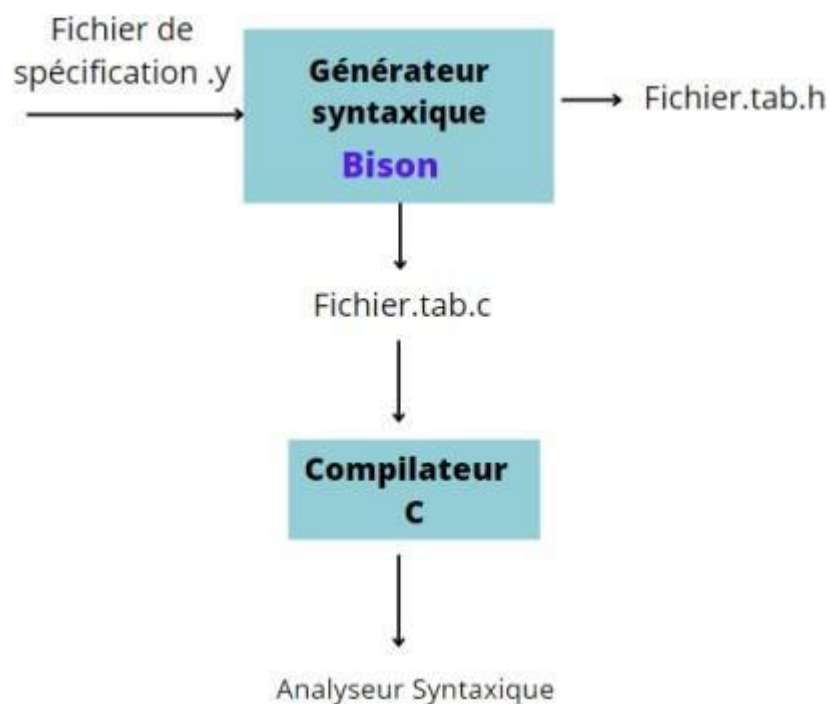 Fichier de
spécification .y
Générateur
syntaxique
Bison
Fichier.tab.h
Fichier.tab.c
Compilateur
C
Analyseur Syntaxique